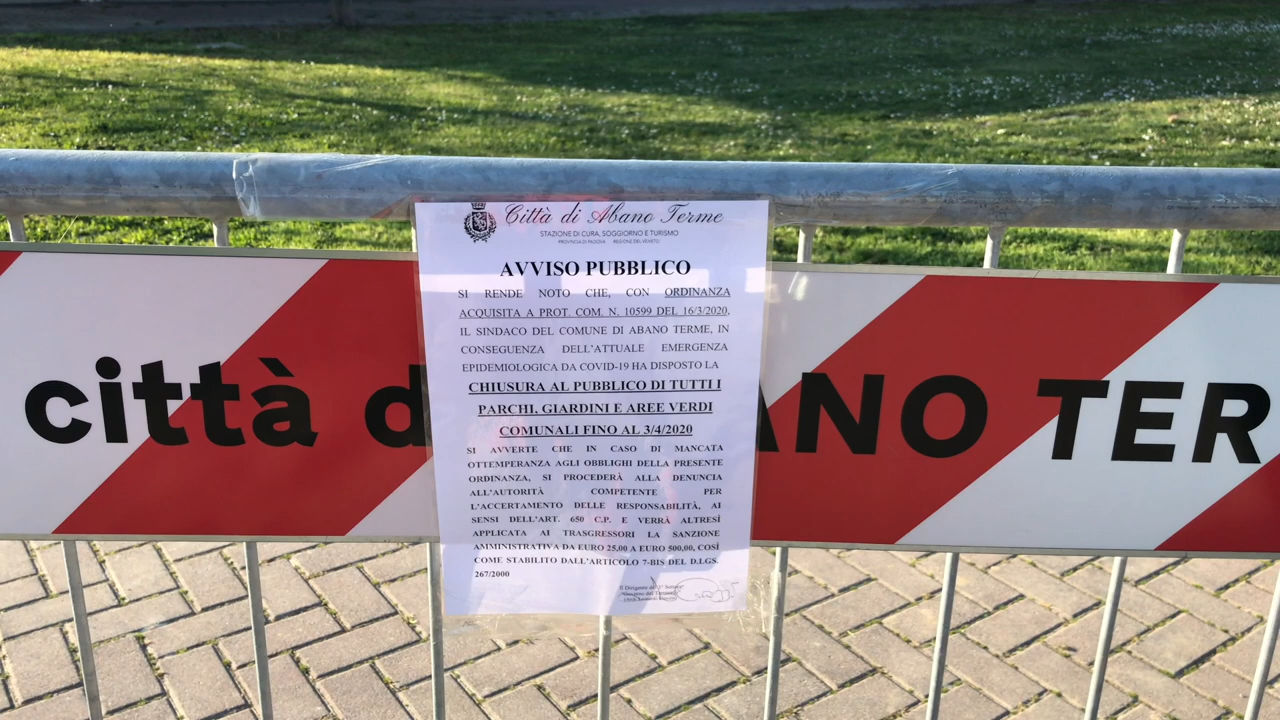 Città di Abano Terme
STAZIONE DI CURA, SOGGIORNO E TURISMO
PROVINCIA DI PADOVA REGIONE DEL VENETO
AVVISO PUBBLICO
SI RENDE NOTO CHE, CON ORDINANZA
ACQUISITA A PROT. COM. N. 10599 DEL 16/3/2020,
IL SINDACO DEL COMUNE DI ABANO TERME, IN
CONSEGUENZA DELL'ATTUALE EMERGENZA
EPIDEMIOLOGICA DA COVID-19 HA DISPOSTO LA
CHIUSURA AL PUBBLICO DI TUTTI I
PARCHI, GIARDINI E AREE VERDI
COMUNALI FINO AL 3/4/2020
SI AVVERTE CHE IN CASO DI MANCATA
OTTEMPERANZA AGLI OBBLIGHI DELLA PRESENTE
ORDINANZA, SI PROCEDERÀ ALLA DENUNCIA
ALL'AUTORITÀ COMPETENTE PER
L'ACCERTAMENTO DELLE RESPONSABILITÀ, AI
SENSI DELL'ART. 650 C.P. E VERRÀ ALTRESÌ
APPLICATA AI TRASGRESSORI LA SANZIONE
AMMINISTRATIVA DA EURO 25,00 A EURO 500,00, COSÌ
COME STABILITO DALL'ARTICOLO 7-BIS DEL D.LGS.
267/2000
Il Dirigente del
città d ANO TER